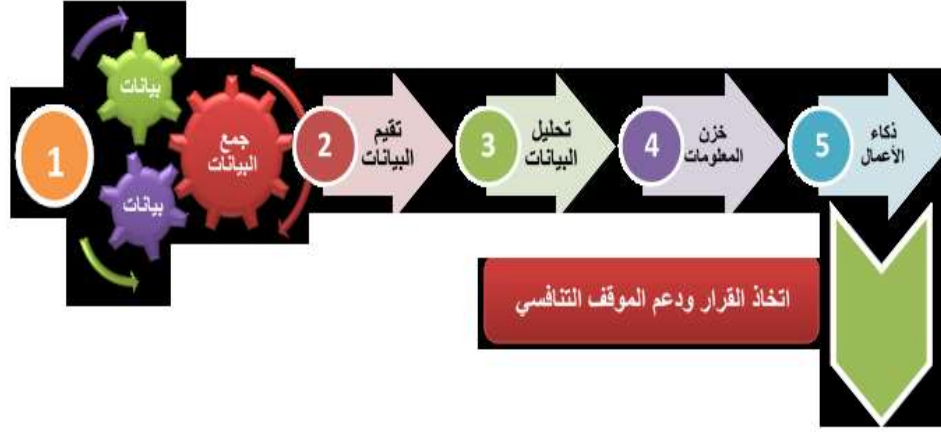 1
بيانات
بيانات
جمع
البيانات
2
تقيم
البيانات
3
تحليل
البيانات
4
خزن
المعلومات
5
ذكاء
الأعمال
اتخاذ القرار ودعم الموقف التنافسي